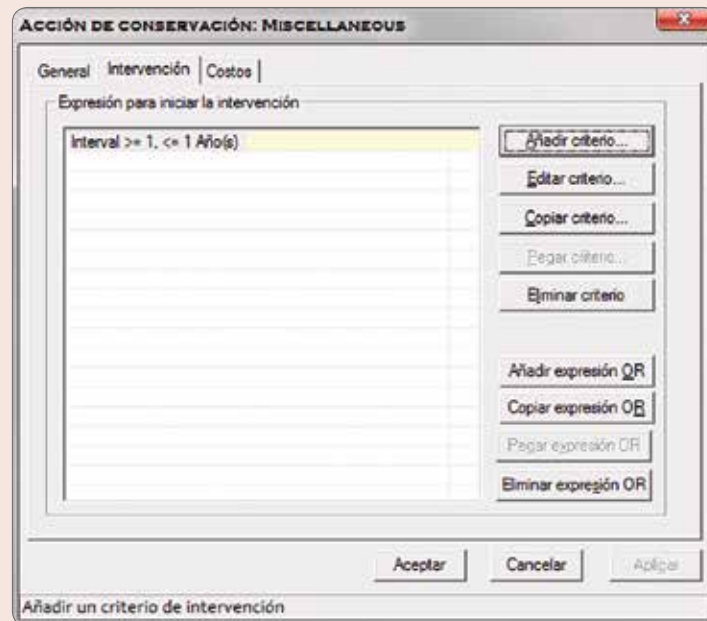 ACCIÓN DE CONSERVACIÓN: MISCELLANEOUS
General Intervención Costos
Expresión para iniciar la intervención
Interval >= 1, <= 1 Año(s)
Añadir criterio...
Editar criterio...
Copiar criterio...
Pegar criterio...
Eliminar criterio
Añadir expresión OR
Copiar expresión OR
Pegar expresión OR
Eliminar expresión OR
Aceptar Cancelar Aplicar
Añadir un criterio de intervención